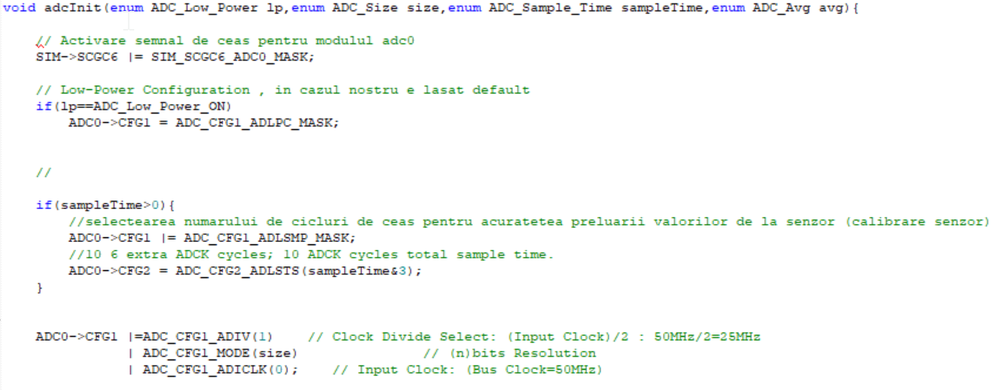 void adcInit(enum ADC_Low_Power lp,enum ADC_Size size,enum ADC_Sample_Time sampleTime,enum ADC_Avg avg){
// Activare semnal de ceas pentru modulul adc0
SIM->SCGC6 |= SIM_SCGC6_ADC0_MASK;
// Low-Power Configuration , in cazul nostru e lasat default
if(lp==ADC_Low_Power_ON)
ADC0->CFG1 = ADC_CFG1_ADLPC_MASK;
//
if(sampleTime>0){
//selectearea numarului de cicluri de ceas pentru acuratetea preluarii valorilor de la senzor (calibrare senzor)
ADC0->CFG1 |= ADC_CFG1_ADLSMP_MASK;
//10 6 extra ADCK cycles; 10 ADCK cycles total sample time.
ADC0->CFG2 = ADC_CFG2_ADLSTS(sampleTime&3);
}
ADC0->CFG1 |=ADC_CFG1_ADIV(1) // Clock Divide Select: (Input Clock)/2 : 50MHz/2=25MHz
| ADC_CFG1_MODE(size) // (n)bits Resolution
| ADC_CFG1_ADICLK(0); // Input Clock: (Bus Clock=50MHz)